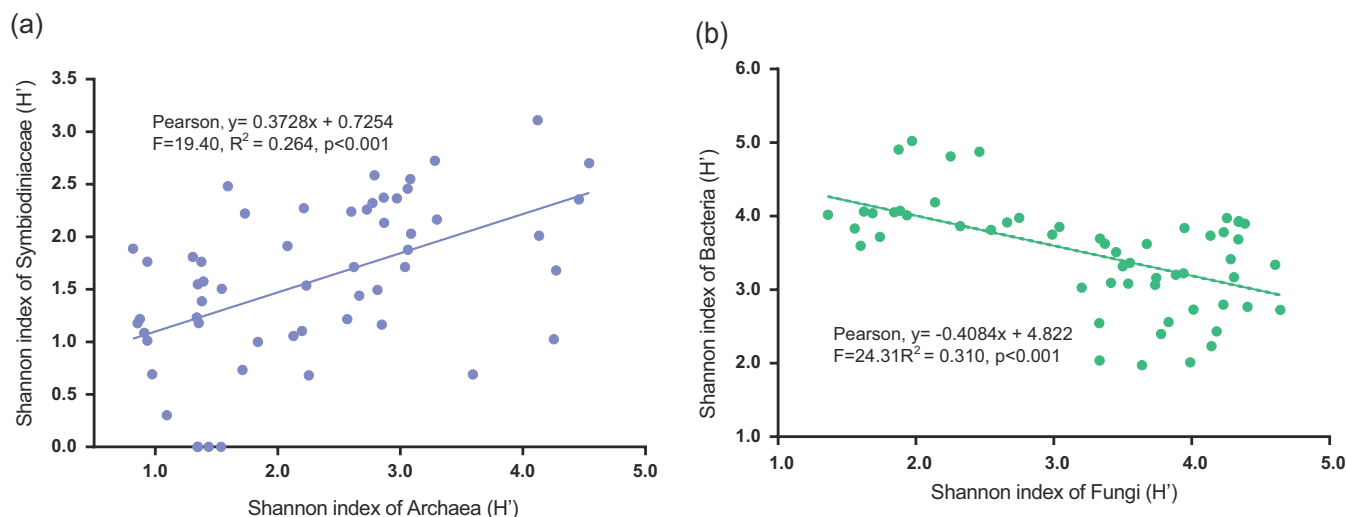 (a)
Shannon index of Symbiodiniaceae (H')
3.5
3.0
2.5
2.0
1.5
1.0
0.5
0.0
Pearson, y= 0.3728x + 0.7254
F=19.40, R² = 0.264, p<0.001
1.0 2.0 3.0 4.0 5.0
Shannon index of Archaea (H')
(b)
Shannon index of Bacteria (H')
6.0
5.0
4.0
3.0
2.0
1.0
Pearson, y= -0.4084x + 4.822
F=24.31R² = 0.310, p<0.001
1.0 2.0 3.0 4.0 5.0
Shannon index of Fungi (H')